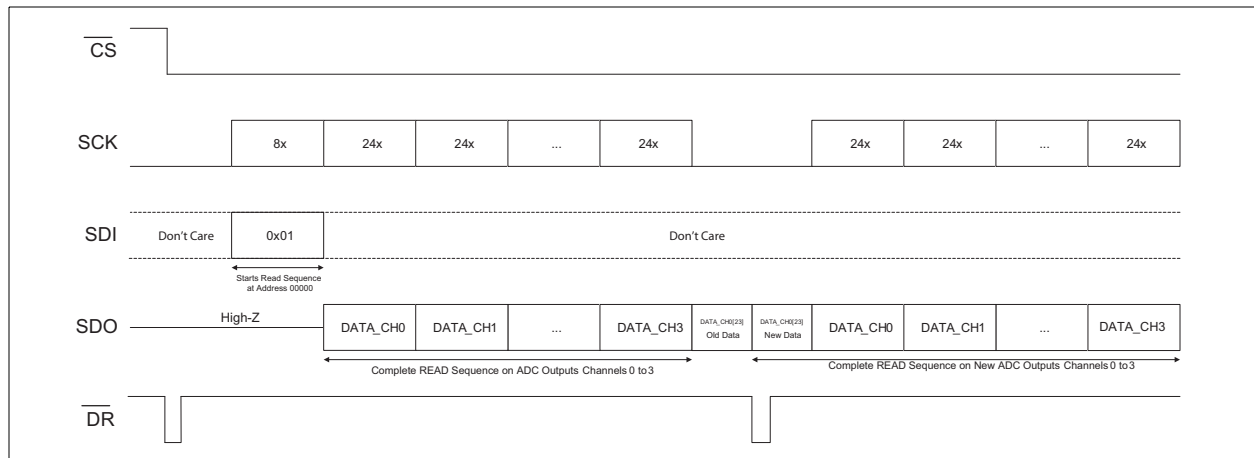 CS
SCK
8x
24x
24x
...
24x
24x
24x
...
24x
SDI
Don't Care
0x01
Don't Care
Starts Read Sequence
at Address 00000
SDO
High-Z
DATA_CH0
DATA_CH1
...
DATA_CH3
DATA_CH0[23]
Old Data
DATA_CH0[23]
New Data
DATA_CH0
DATA_CH1
...
DATA_CH3
Complete READ Sequence on ADC Outputs Channels 0 to 3
Complete READ Sequence on New ADC Outputs Channels 0 to 3
DR